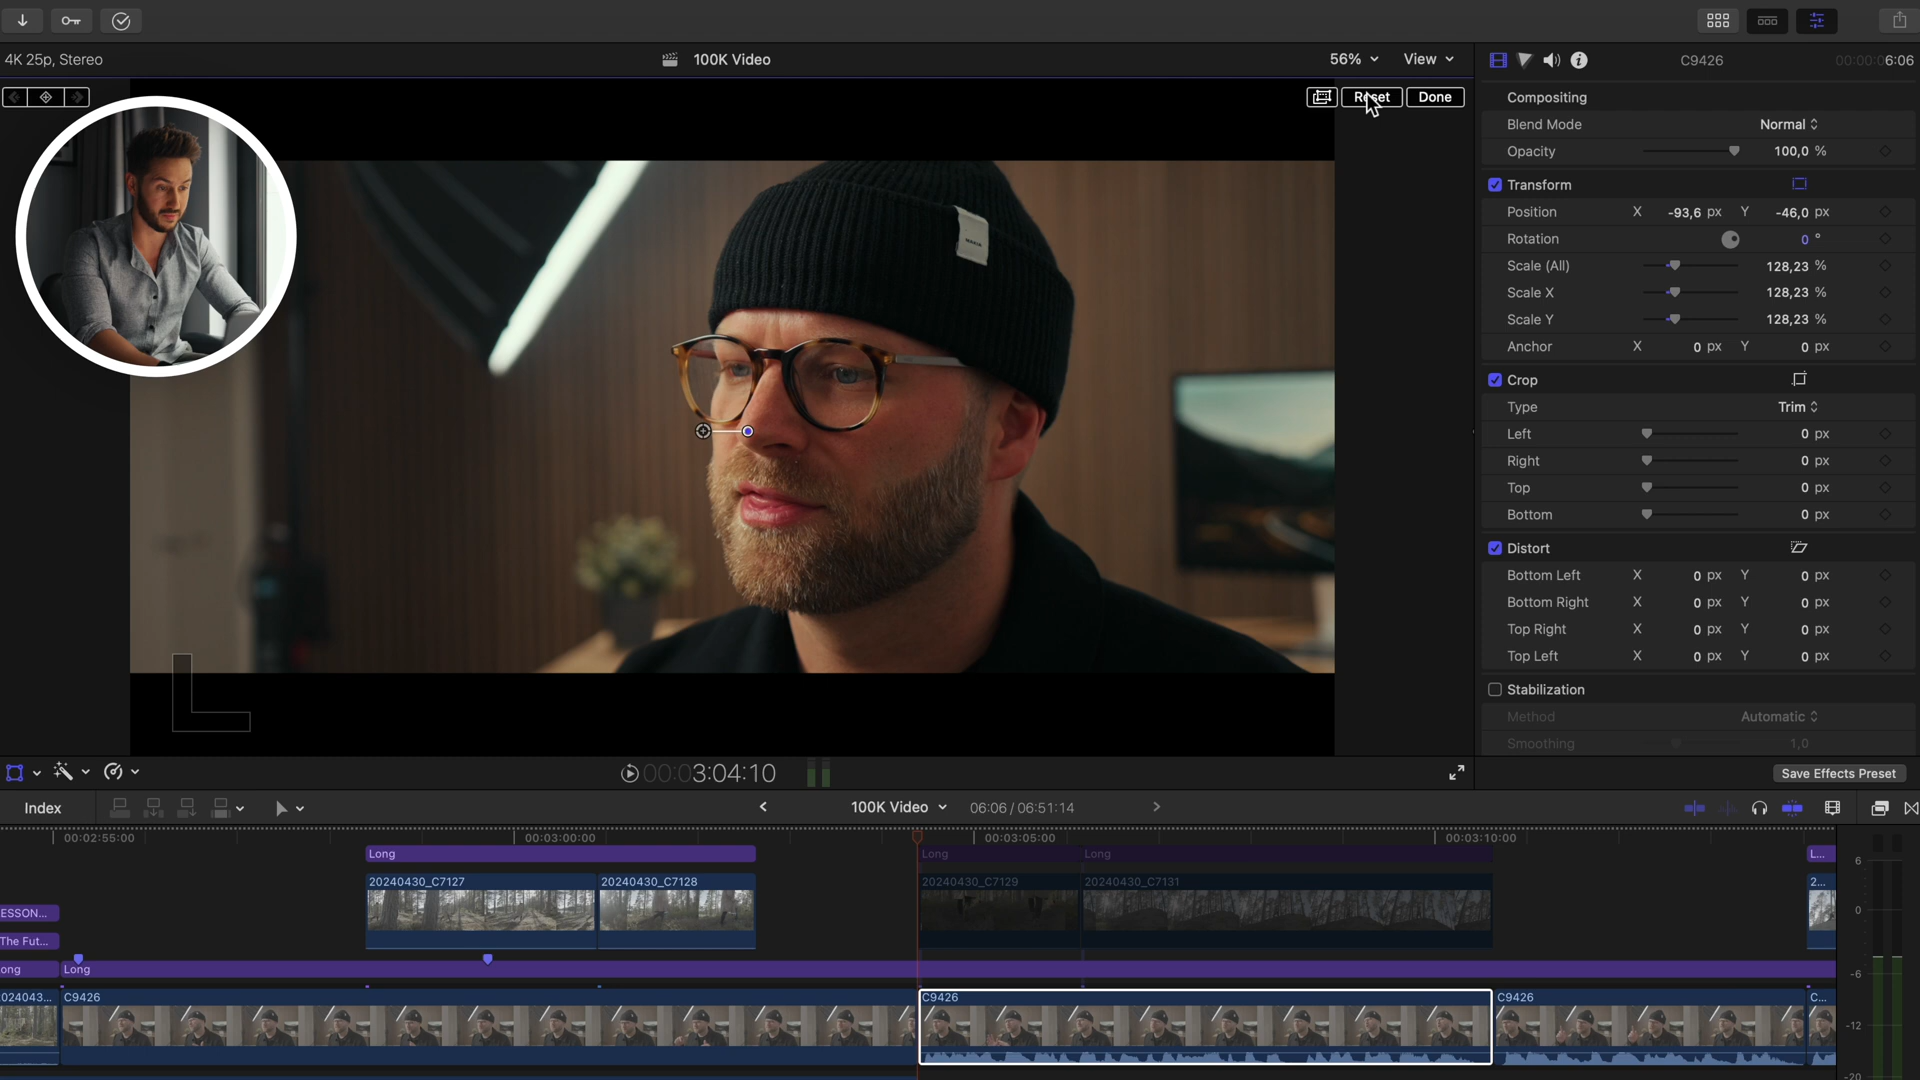 4K 25p, Stereo
100K Video
56%
View
C9426
00:00:06:06
Reset
Done
Compositing
Blend Mode
Normal
Opacity
100,0 %
Transform
Position
X -93,6 px Y -46,0 px
Rotation
0 °
Scale (All)
128,23 %
Scale X
128,23 %
Scale Y
128,23 %
Anchor
X 0 px Y 0 px
Crop
Type
Trim
Left
0 px
Right
0 px
Top
0 px
Bottom
0 px
Distort
Bottom Left
X 0 px Y 0 px
Bottom Right
X 0 px Y 0 px
Top Right
X 0 px Y 0 px
Top Left
X 0 px Y 0 px
Stabilization
Method
Automatic
Smoothing
1,0
00:03:04:10
Save Effects Preset
Index
100K Video
06:06 / 06:51:14
00:02:55:00
00:03:00:00
00:03:05:00
00:03:10:00
Long
Long
Long
L...
20240430_C7127
20240430_C7128
20240430_C7129
20240430_C7131
2...
ESSON...
The Fut...
ong
Long
024043...
C9426
C9426
C9426
C...
6
0
-6
-12
-20